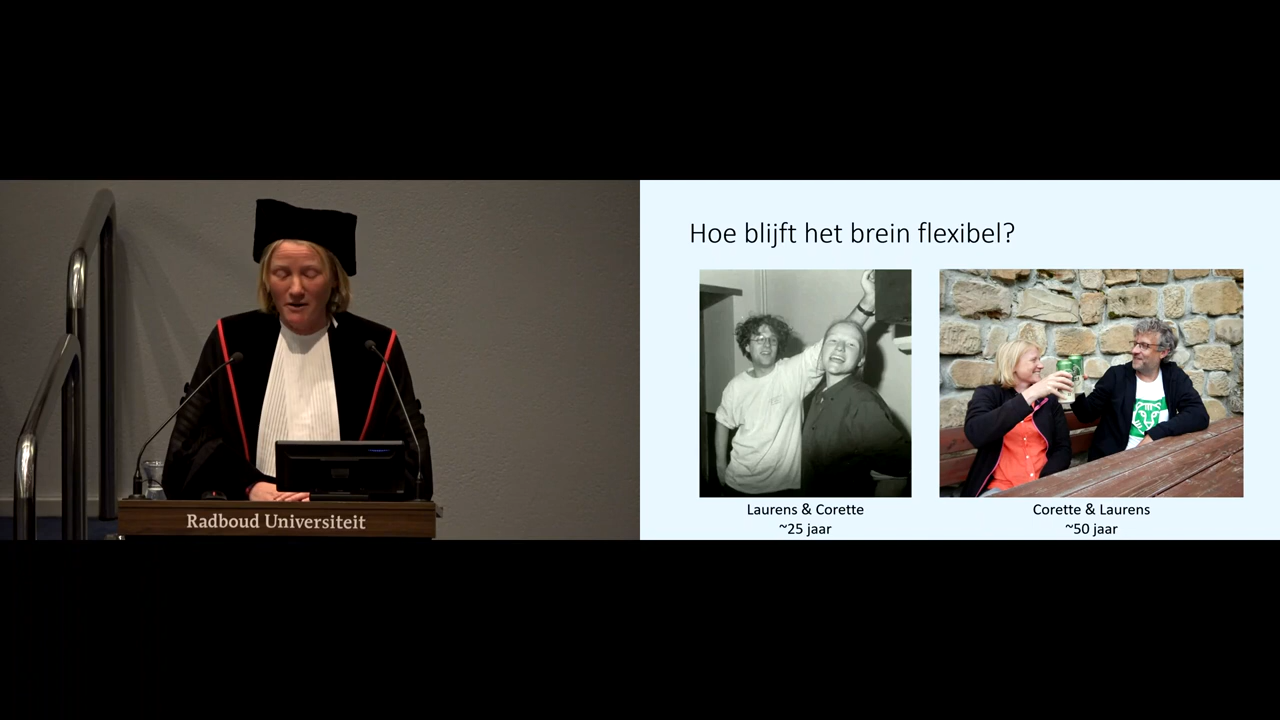 Hoe blijft het brein flexibel?
Laurens & Corette
~25 jaar
Corette & Laurens
~50 jaar
Radboud Universiteit